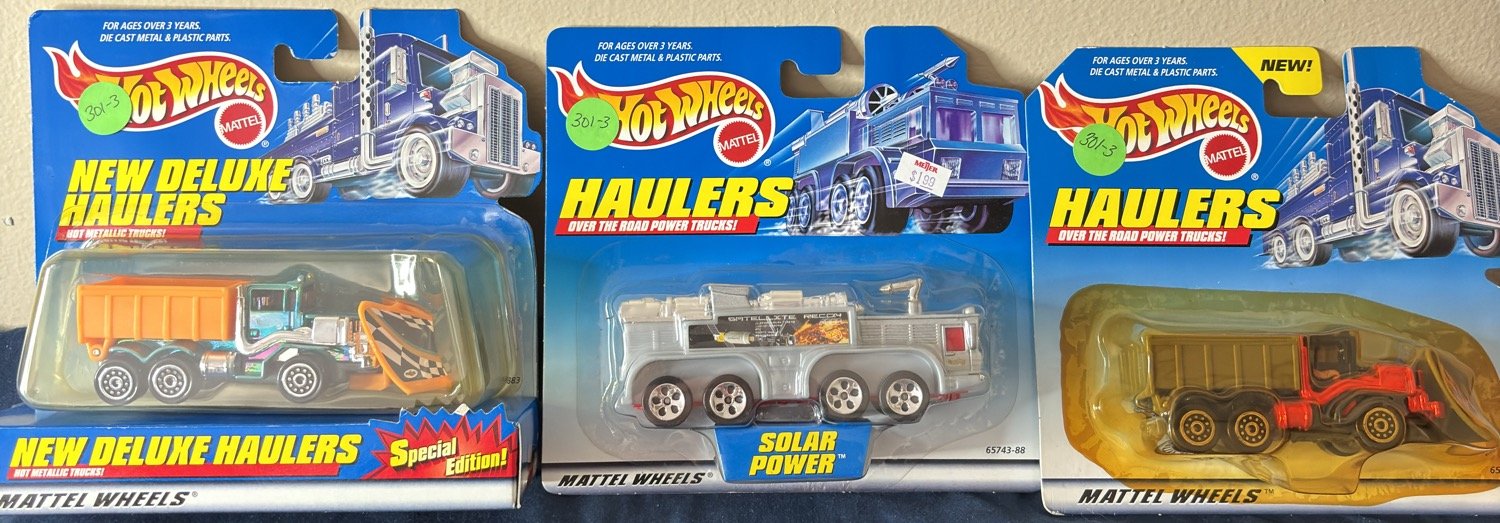 FOR AGES OVER 3 YEARS.
DIE CAST METAL & PLASTIC PARTS.
301-3
HOT WHEELS
MATTEL
®
NEW DELUXE
HAULERS
HOT METALLIC TRUCKS!
383
NEW DELUXE HAULERS
HOT METALLIC TRUCKS!
Special
Edition!
MATTEL WHEELS®
FOR AGES OVER 3 YEARS.
DIE CAST METAL & PLASTIC PARTS.
301-3
HOT WHEELS
MATTEL
®
MEIJER
$1.99
HAULERS
OVER THE ROAD POWER TRUCKS!
SATELLITE RECON
SOLAR
POWER™
65743-88
MATTEL WHEELS®
FOR AGES OVER 3 YEARS.
DIE CAST METAL & PLASTIC PARTS.
NEW!
301-3
HOT WHEELS
MATTEL
®
HAULERS
OVER THE ROAD POWER TRUCKS!
65
MATTEL WHEELS™